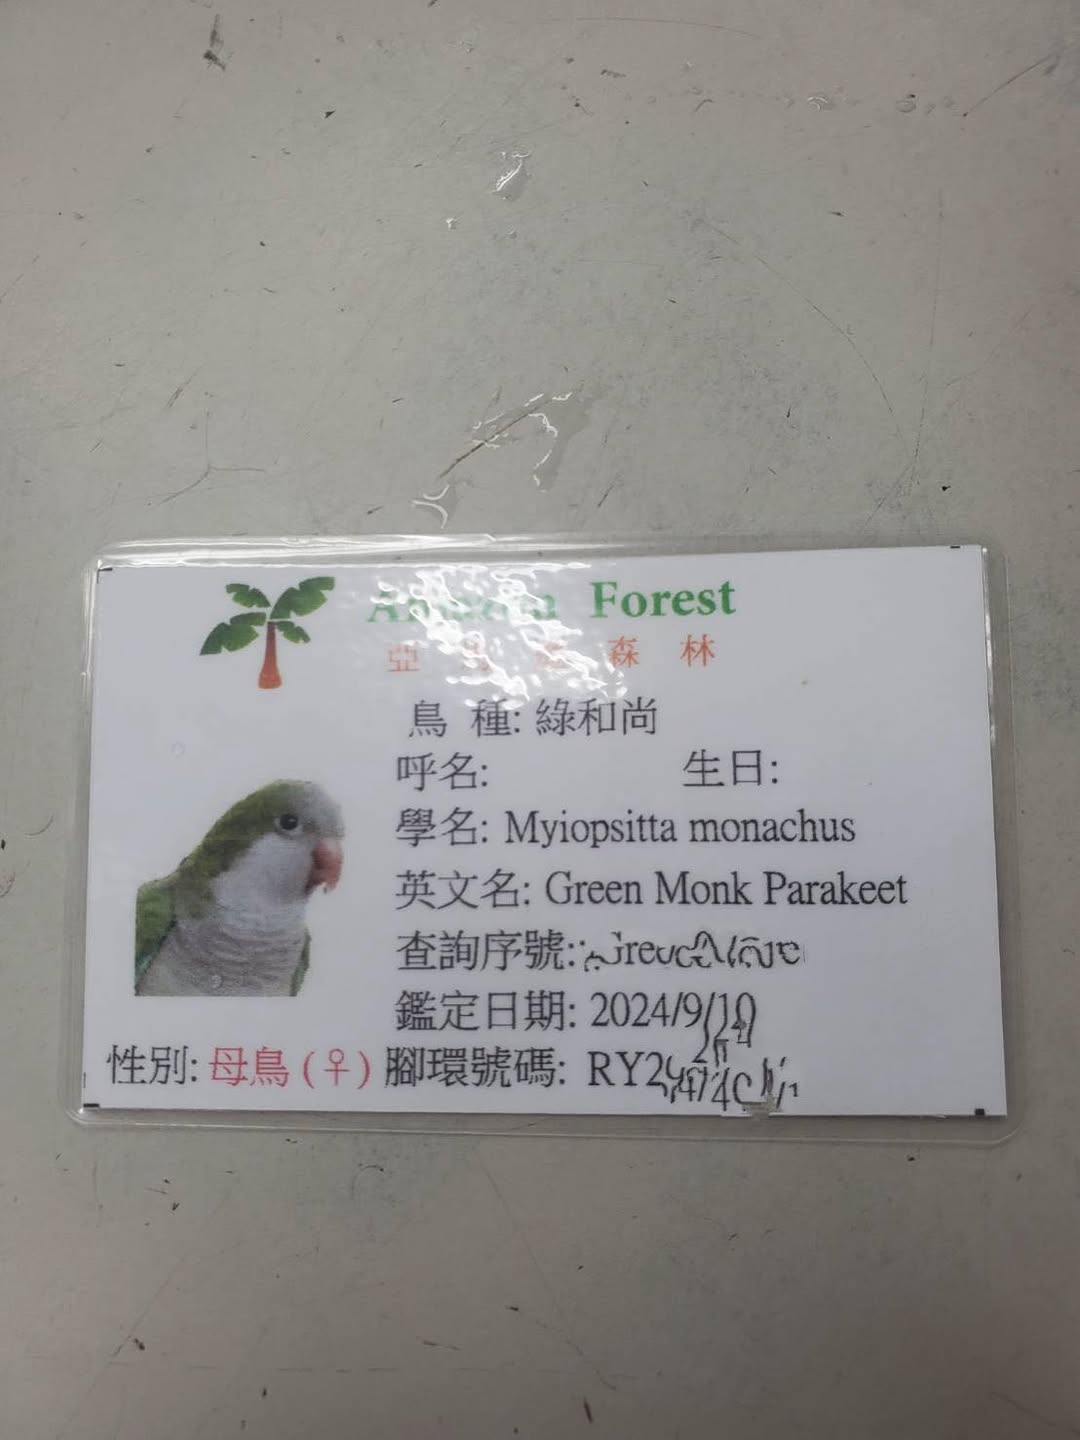 Forest
亞 森 林
鳥 種: 綠和尚
呼名: 生日:
學名: Myiopsitta monachus
英文名: Green Monk Parakeet
查詢序號:
鑑定日期: 2024/9/10
性別: 母鳥(♀) 腳環號碼: